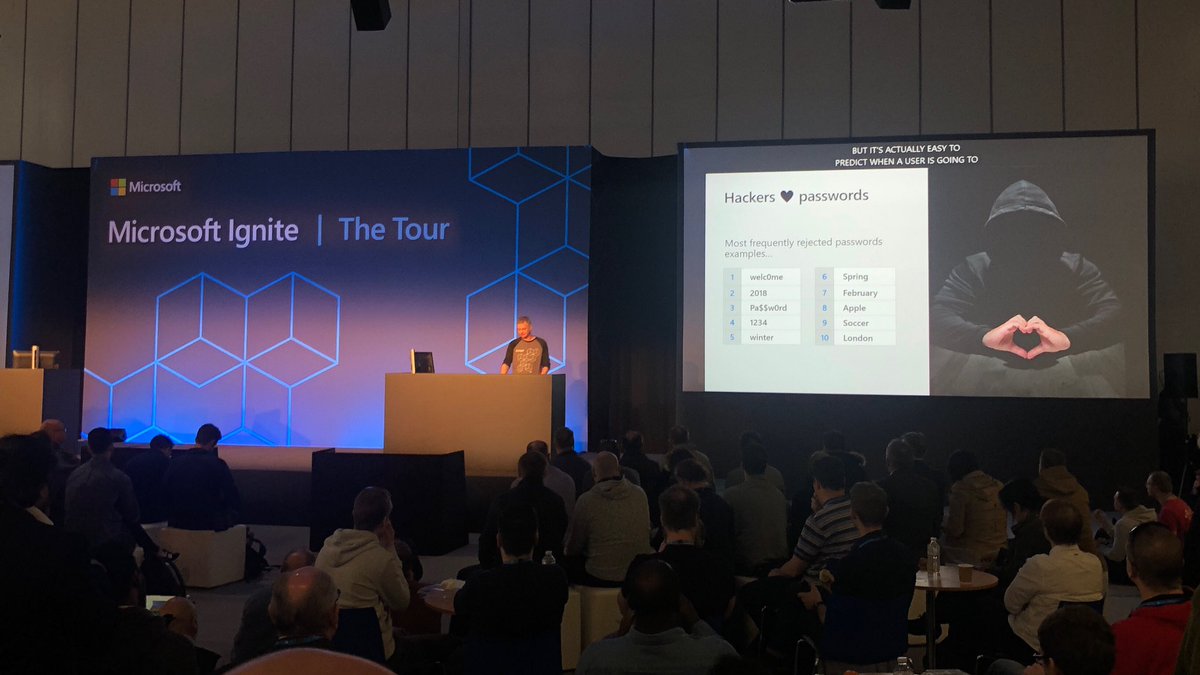 Microsoft
Microsoft Ignite | The Tour
BUT IT'S ACTUALLY EASY TO
PREDICT WHEN A USER IS GOING TO
Hackers ♥ passwords
Most frequently rejected passwords
examples...
1 welc0me
2 2018
3 Pa$$w0rd
4 1234
5 winter
6 Spring
7 February
8 Apple
9 Soccer
10 London